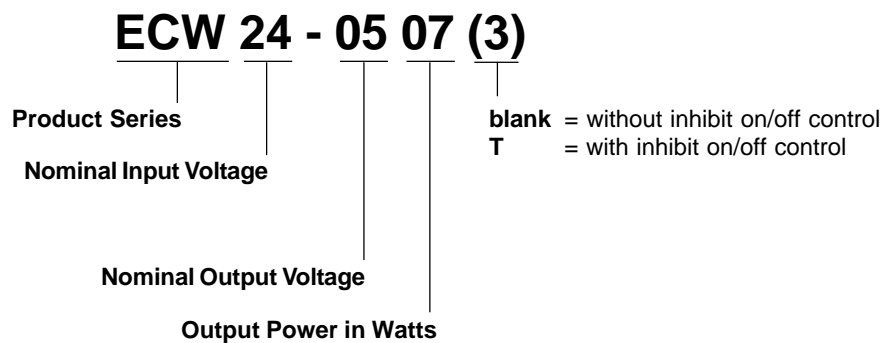 ECW 24 - 05 07 (3)
Product Series
blank = without inhibit on/off control
T = with inhibit on/off control
Nominal Input Voltage
Nominal Output Voltage
Output Power in Watts